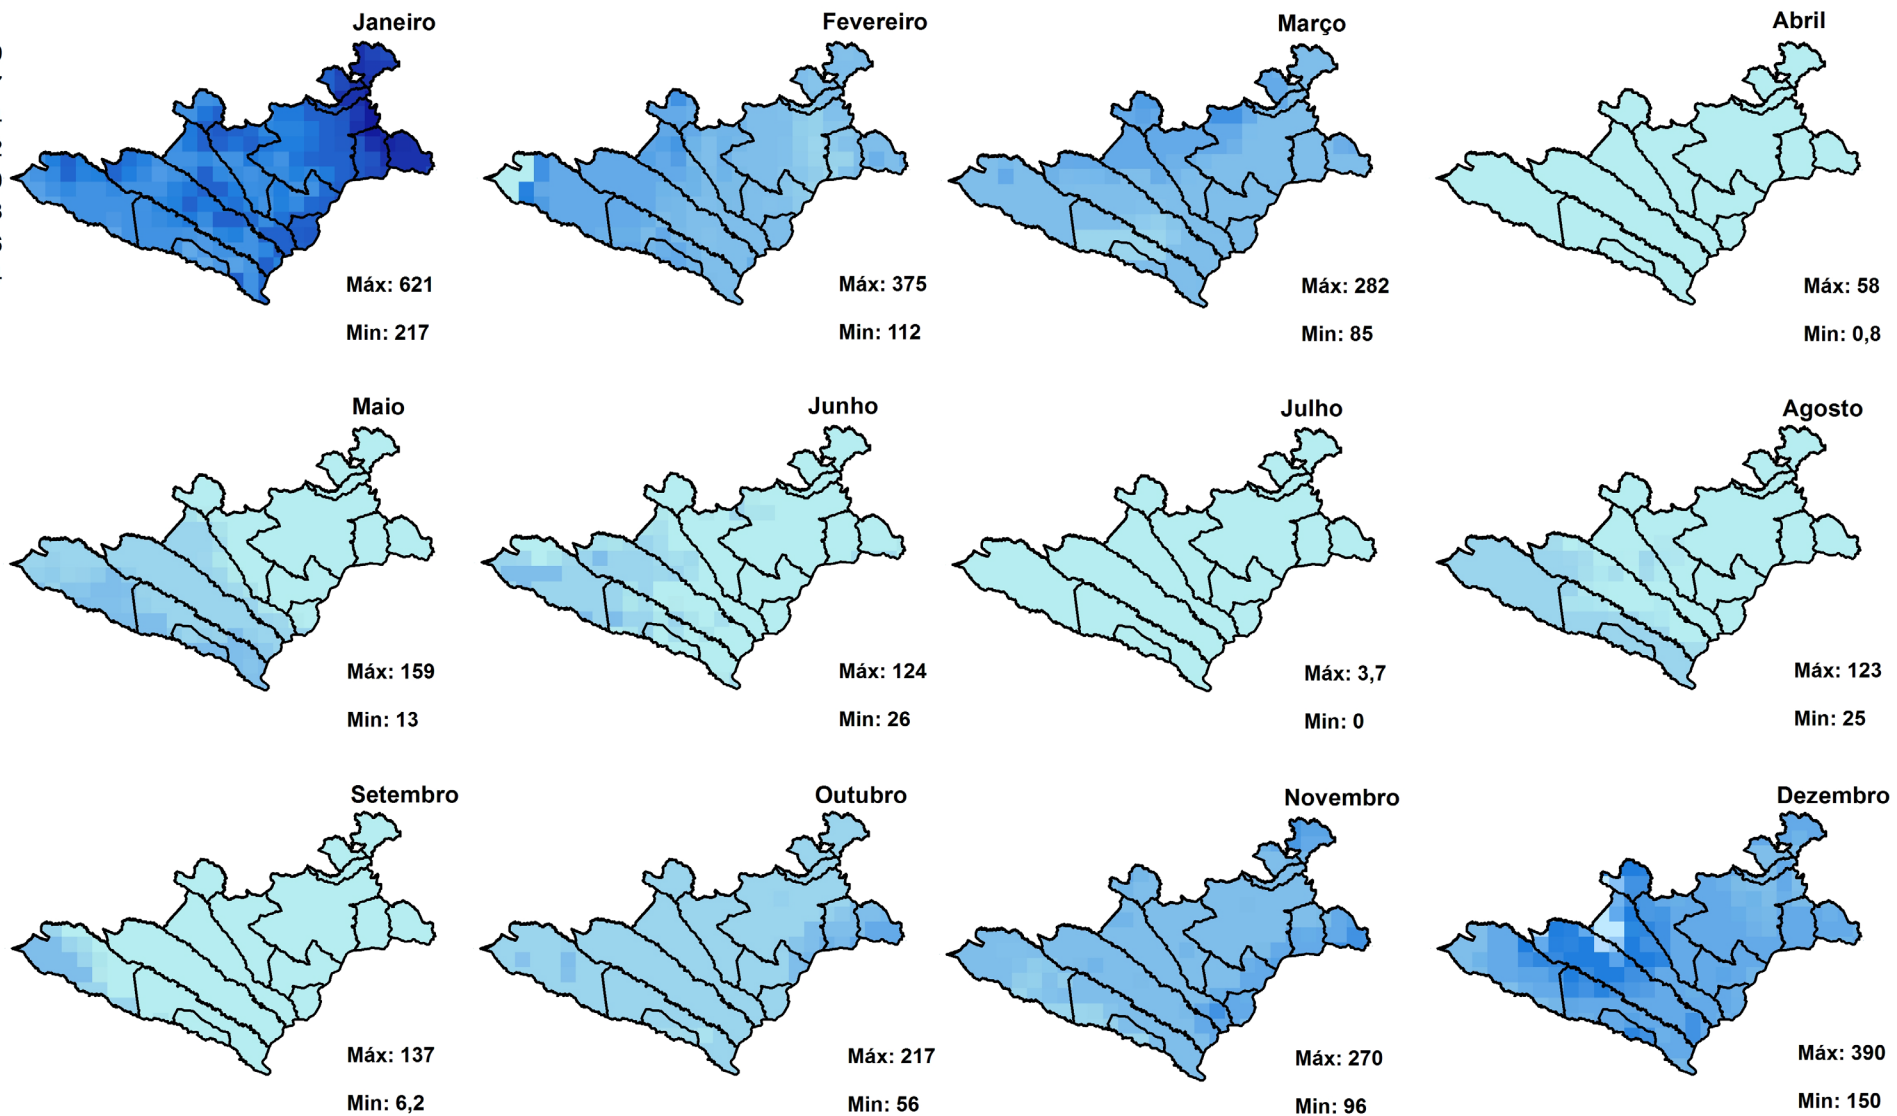 Janeiro
Máx: 621
Min: 217
Fevereiro
Máx: 375
Min: 112
Março
Máx: 282
Min: 85
Abril
Máx: 58
Min: 0,8
Maio
Máx: 159
Min: 13
Junho
Máx: 124
Min: 26
Julho
Máx: 3,7
Min: 0
Agosto
Máx: 123
Min: 25
Setembro
Máx: 137
Min: 6,2
Outubro
Máx: 217
Min: 56
Novembro
Máx: 270
Min: 96
Dezembro
Máx: 390
Min: 150